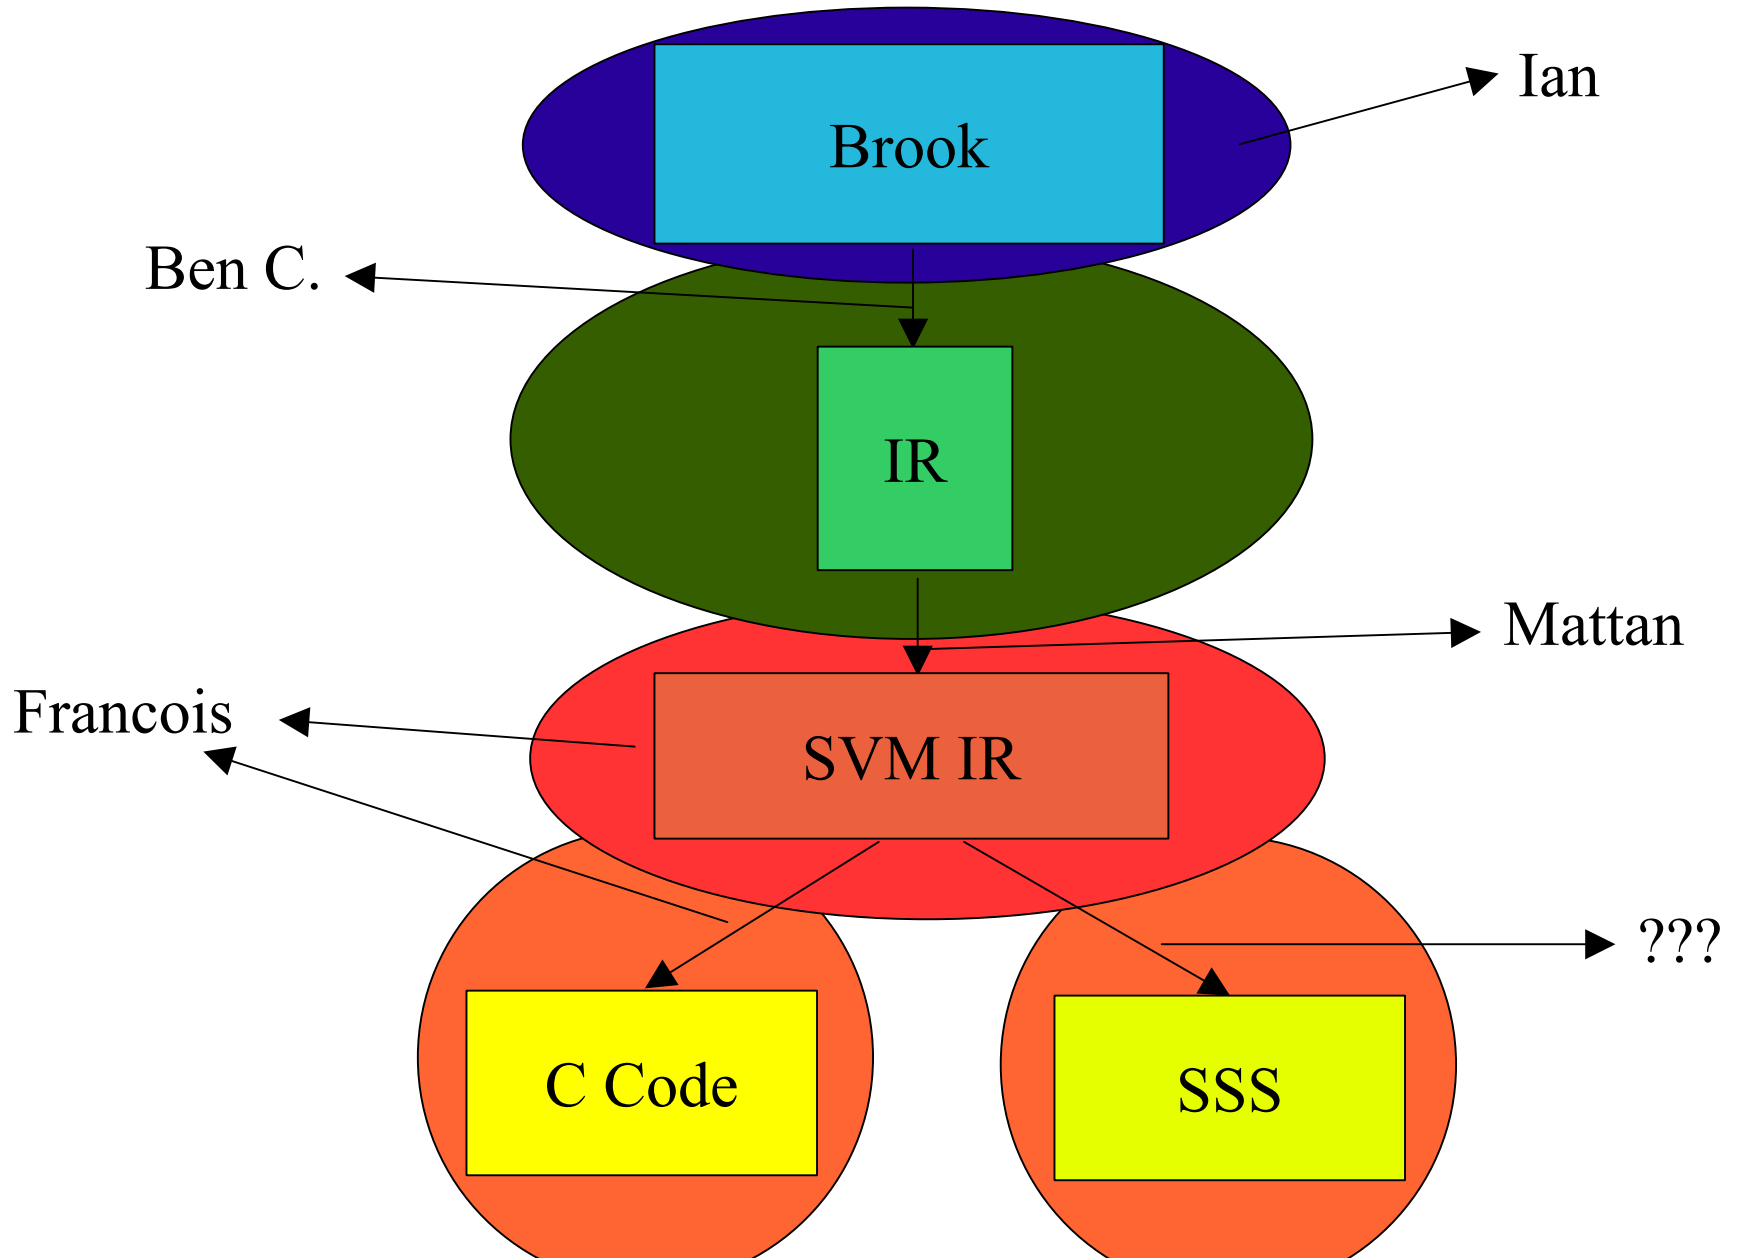 Ian
Brook
Ben C.
IR
Mattan
Francois
SVM IR
???
C Code
SSS